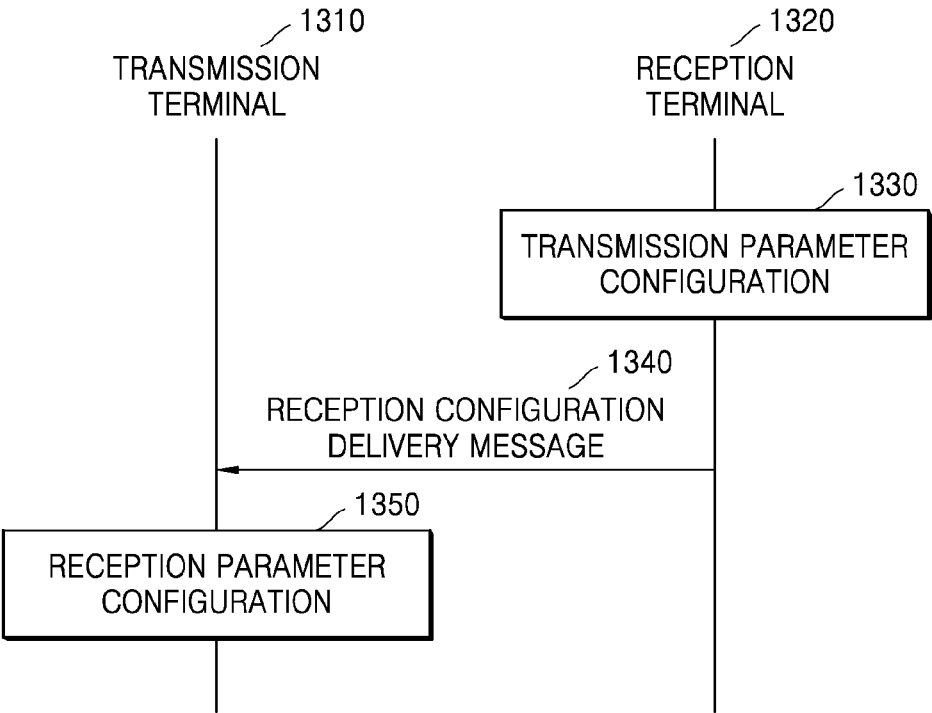 1310
TRANSMISSION
TERMINAL
1320
RECEPTION
TERMINAL
1330
TRANSMISSION PARAMETER
CONFIGURATION
1340
RECEPTION CONFIGURATION
DELIVERY MESSAGE
1350
RECEPTION PARAMETER
CONFIGURATION